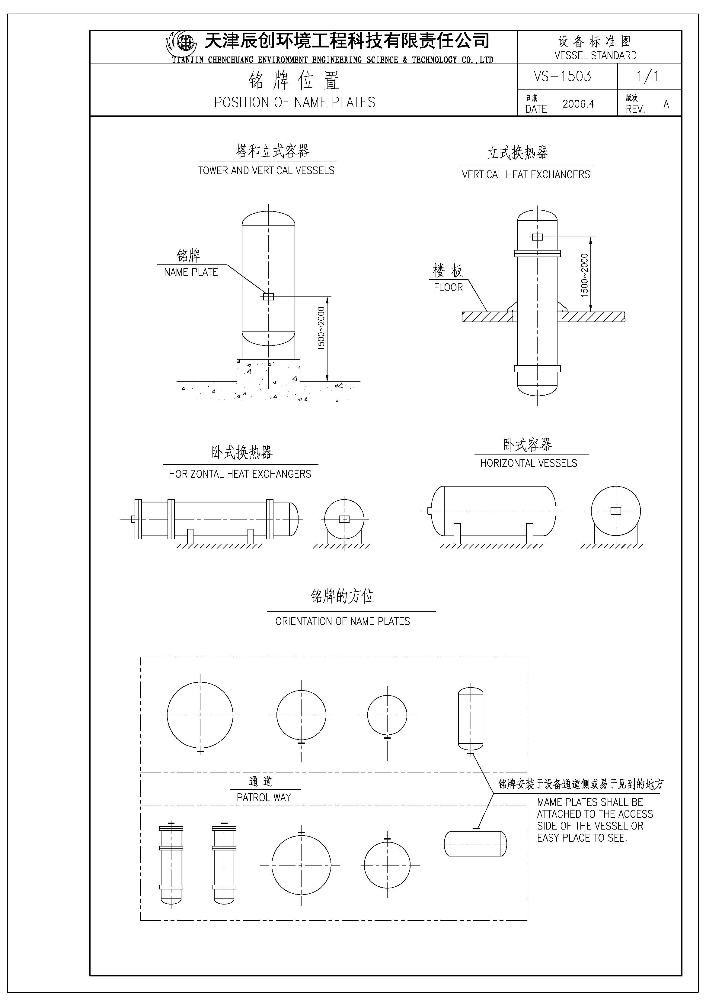 天津辰创环境工程科技有限责任公司
TIANJIN CHENCHUANG ENVIRONMENT ENGINEERING SCIENCE & TECHNOLOGY CO.,LTD
铭牌位置
POSITION OF NAME PLATES
设备标准图
VESSEL STANDARD
VS-1503
1/1
日期
DATE
2006.4
版次
REV.
A
塔和立式容器
TOWER AND VERTICAL VESSELS
立式换热器
VERTICAL HEAT EXCHANGERS
铭牌
NAME PLATE
1500~2000
楼板
FLOOR
1500~2000
卧式换热器
HORIZONTAL HEAT EXCHANGERS
卧式容器
HORIZONTAL VESSELS
铭牌的方位
ORIENTATION OF NAME PLATES
通道
PATROL WAY
铭牌安装于设备通道侧或易于见到的地方
MAME PLATES SHALL BE
ATTACHED TO THE ACCESS
SIDE OF THE VESSEL OR
EASY PLACE TO SEE.